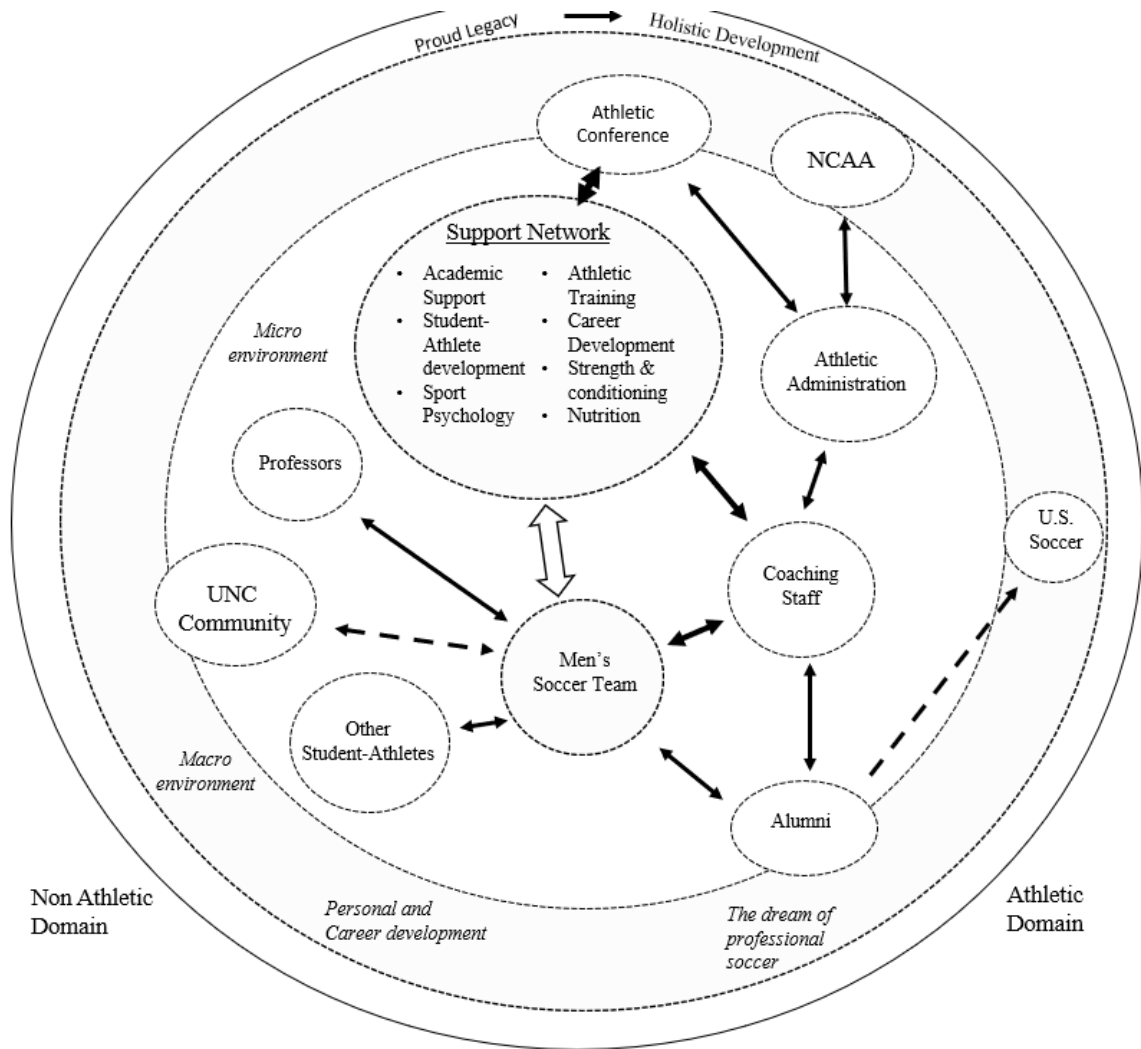 Proud Legacy
Holistic Development
Athletic
Conference
NCAA
Support Network
• Academic
Support
• Student-
Athlete
development
• Sport
Psychology
• Athletic
Training
• Career
Development
• Strength &
conditioning
• Nutrition
Micro
environment
Athletic
Administration
Professors
U.S.
Soccer
Coaching
Staff
UNC
Community
Men's
Soccer Team
Other
Student-Athletes
Macro
environment
Alumni
Non Athletic
Domain
Personal and
Career development
The dream of
professional
soccer
Athletic
Domain